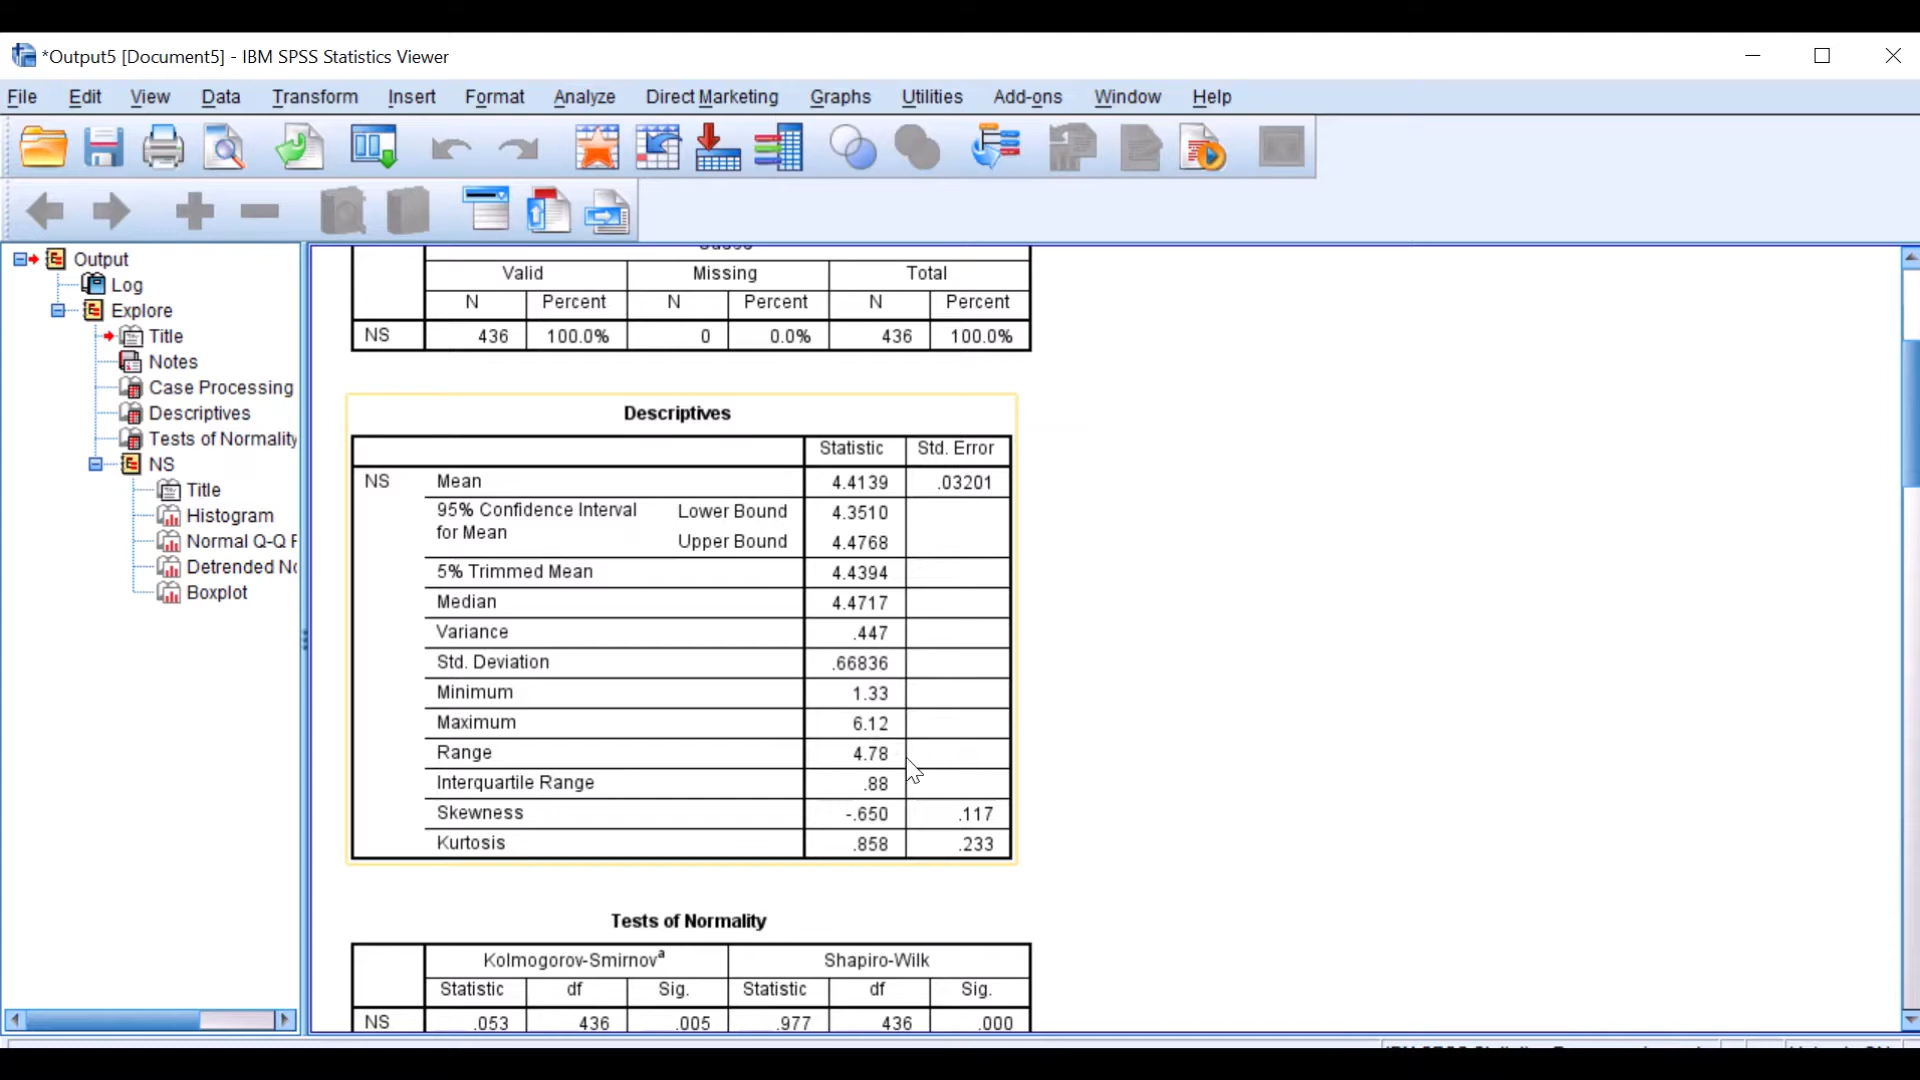 *Output5 [Document5] - IBM SPSS Statistics Viewer
File Edit View Data Transform Insert Format Analyze Direct Marketing Graphs Utilities Add-ons Window Help
Output
Log
Explore
Title
Notes
Case Processing
Descriptives
Tests of Normality
NS
Title
Histogram
Normal Q-Q
Detrended
Boxplot
Valid Missing Total
N Percent N Percent N Percent
NS 436 100.0% 0 0.0% 436 100.0%
Descriptives
Statistic Std. Error
NS Mean 4.4139 .03201
95% Confidence Interval Lower Bound 4.3510
for Mean Upper Bound 4.4768
5% Trimmed Mean 4.4394
Median 4.4717
Variance .447
Std. Deviation .66836
Minimum 1.33
Maximum 6.12
Range 4.78
Interquartile Range .88
Skewness -.650 .117
Kurtosis .858 .233
Tests of Normality
Kolmogorov-Smirnovª Shapiro-Wilk
Statistic df Sig. Statistic df Sig.
NS .053 436 .005 .977 436 .000